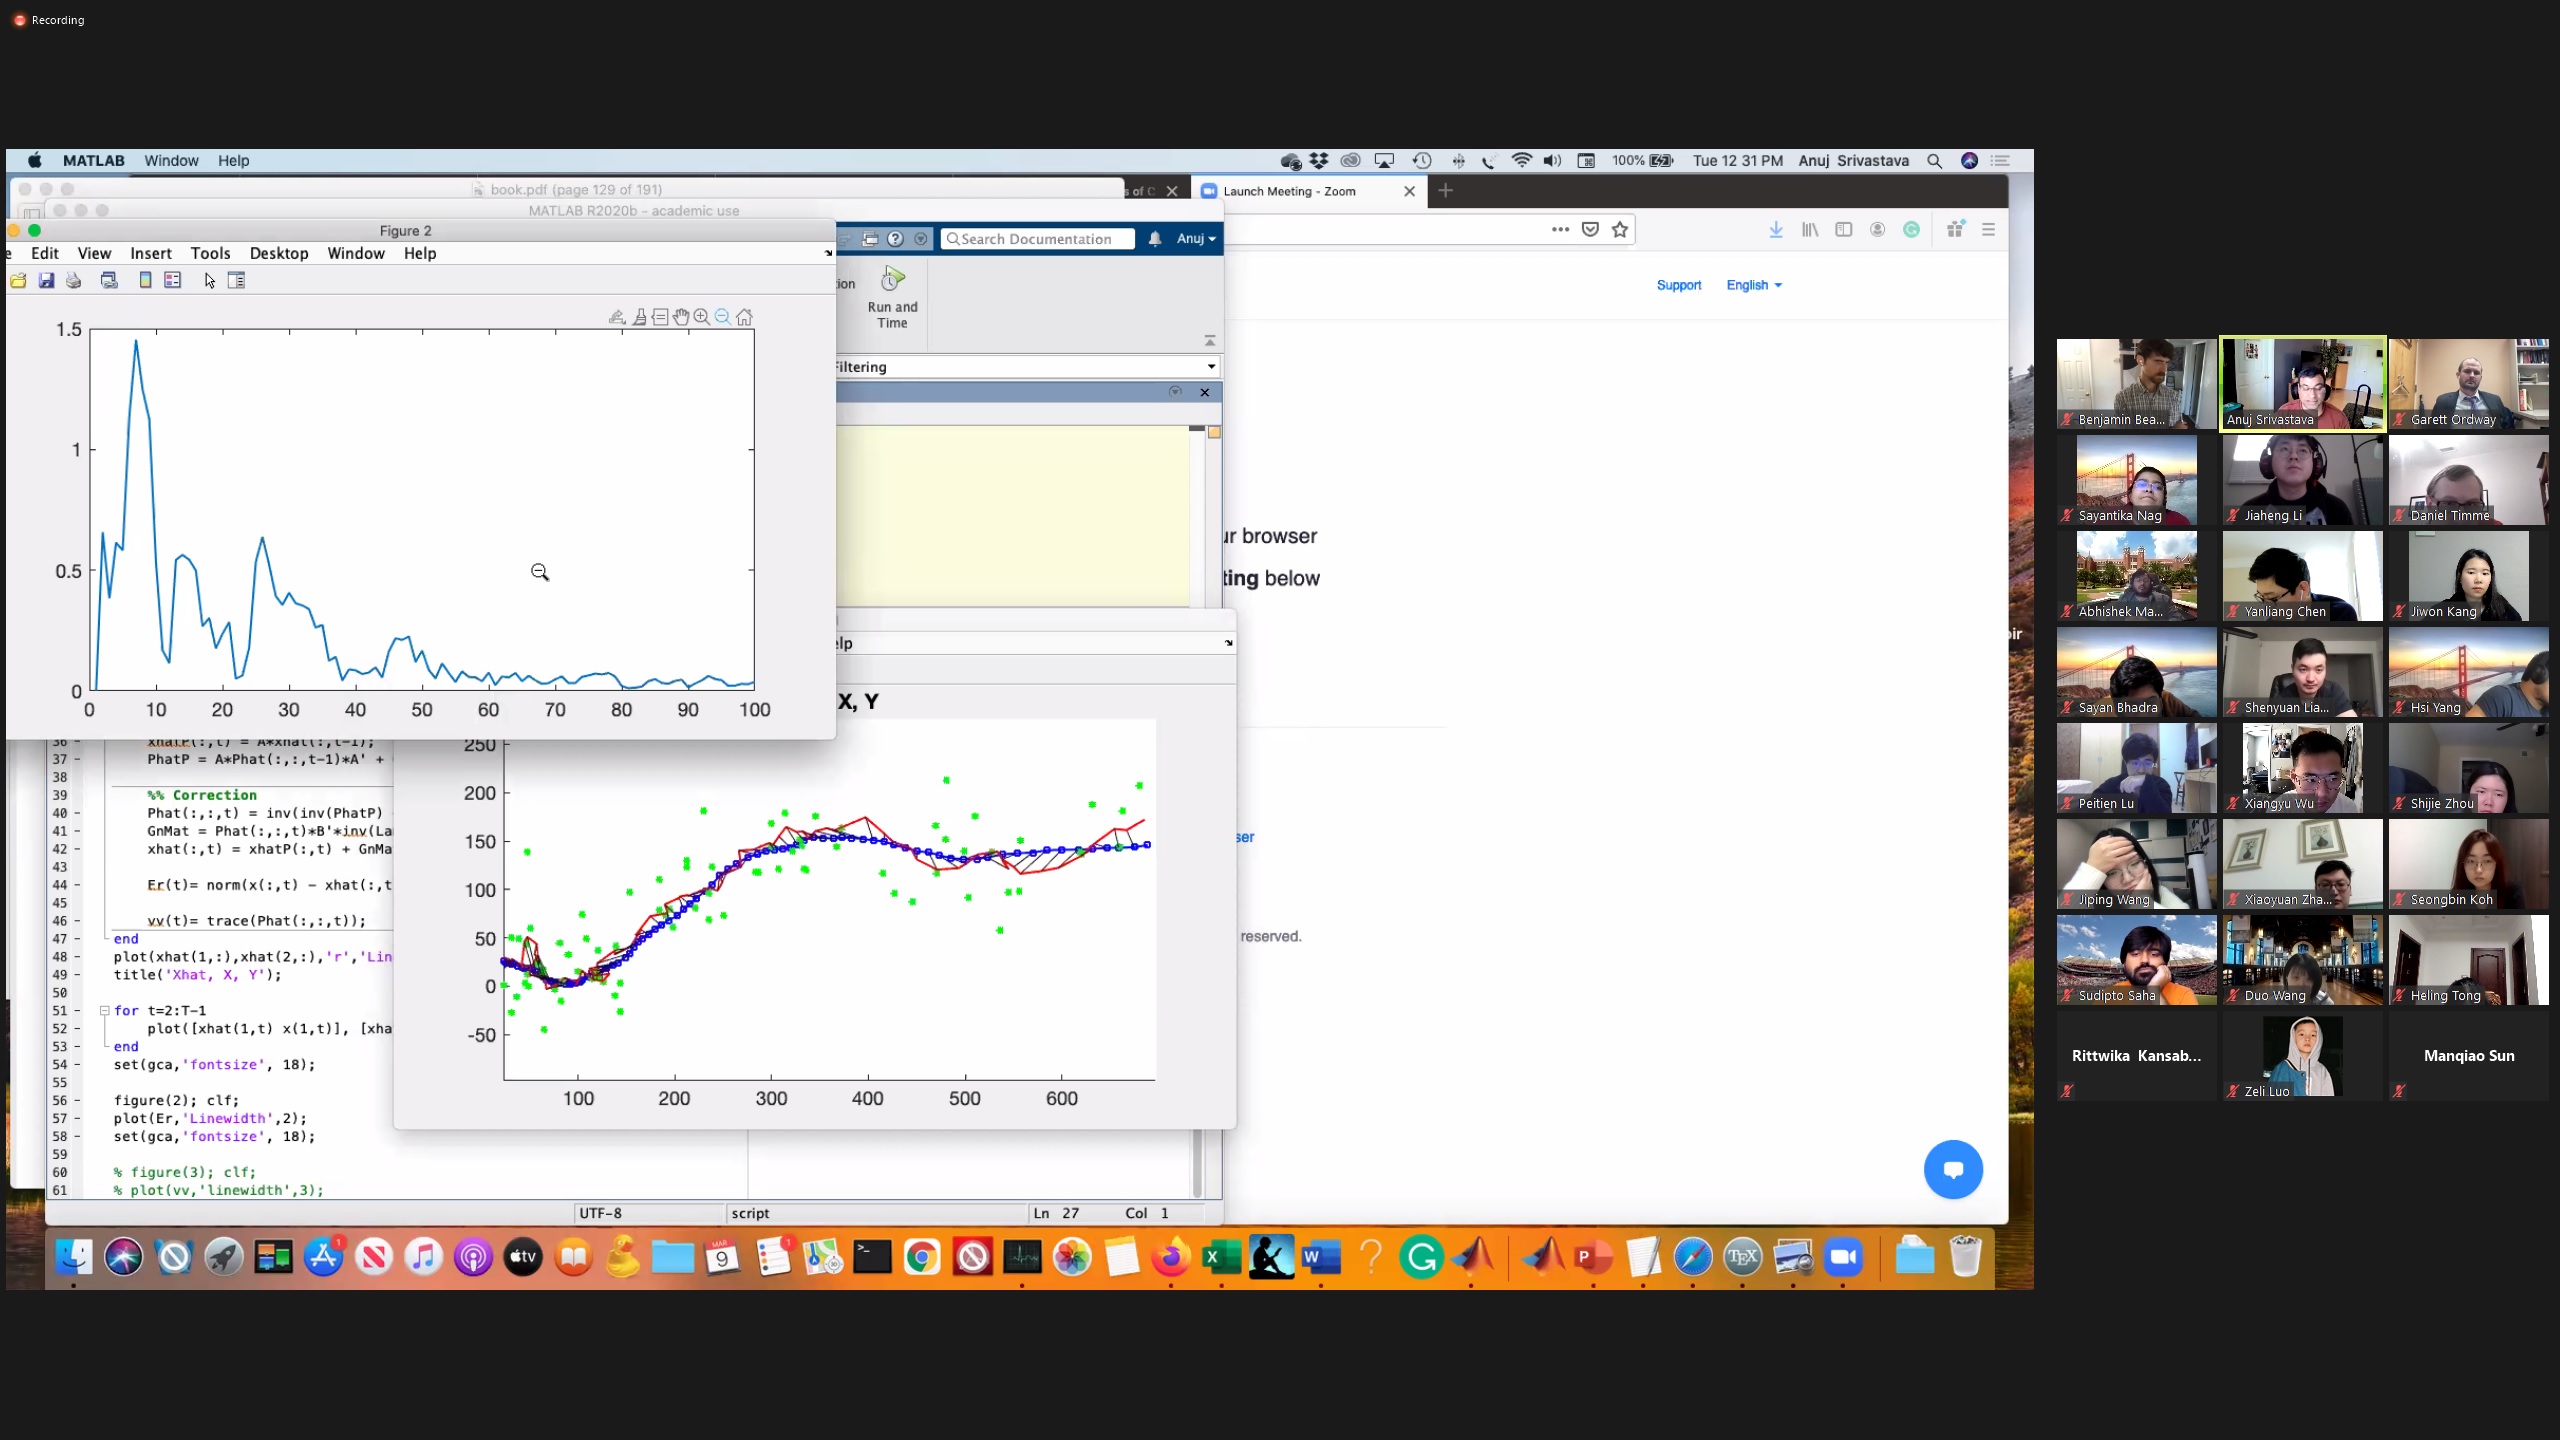 Recording
MATLAB Window Help
100%
Tue 12 31 PM Anuj Srivastava
book.pdf (page 129 of 191)
s of C
Launch Meeting - Zoom
MATLAB R2020b - academic use
Figure 2
Edit View Insert Tools Desktop Window Help
Search Documentation
Anuj
Run and
Time
Support English
1.5
1
0.5
0
0 10 20 30 40 50 60 70 80 90 100
Filtering
ur browser
ting below
ser
reserved.
elp
X, Y
250
200
150
100
50
0
-50
100 200 300 400 500 600
36 xhatP(:,t) = A*xhat(:,t-1);
37 PhatP = A*Phat(:,:,t-1)*A' +
38
39 %% Correction
40 Phat(:,:,t) = inv(inv(PhatP)
41 GnMat = Phat(:,:,t)*B'*inv(La
42 xhat(:,t) = xhatP(:,t) + GnMa
43
44 Er(t)= norm(x(:,t) - xhat(:,t
45
46 vv(t)= trace(Phat(:,:,t));
47 end
48 plot(xhat(1,:),xhat(2,:),'r','Lin
49 title('Xhat, X, Y');
50
51 for t=2:T-1
52 plot([xhat(1,t) x(1,t)], [xha
53 end
54 set(gca,'fontsize', 18);
55
56 figure(2); clf;
57 plot(Er,'Linewidth',2);
58 set(gca,'fontsize', 18);
59
60 % figure(3); clf;
61 % plot(vv,'linewidth',3);
UTF-8 script Ln 27 Col 1
1
tv
MAR
9
1
X
W
?
G
P
TEX
Benjamin Bea...
Anuj Srivastava
Garett Ordway
Sayantika Nag
Jiaheng Li
Daniel Timme
Abhishek Ma...
Yanliang Chen
Jiwon Kang
Sayan Bhadra
Shenyuan Lia...
Hsi Yang
Peitien Lu
Xiangyu Wu
Shijie Zhou
Jiping Wang
Xiaoyuan Zha...
Seongbin Koh
Sudipto Saha
Duo Wang
Heling Tong
Rittwika Kansab...
Zeli Luo
Manqiao Sun